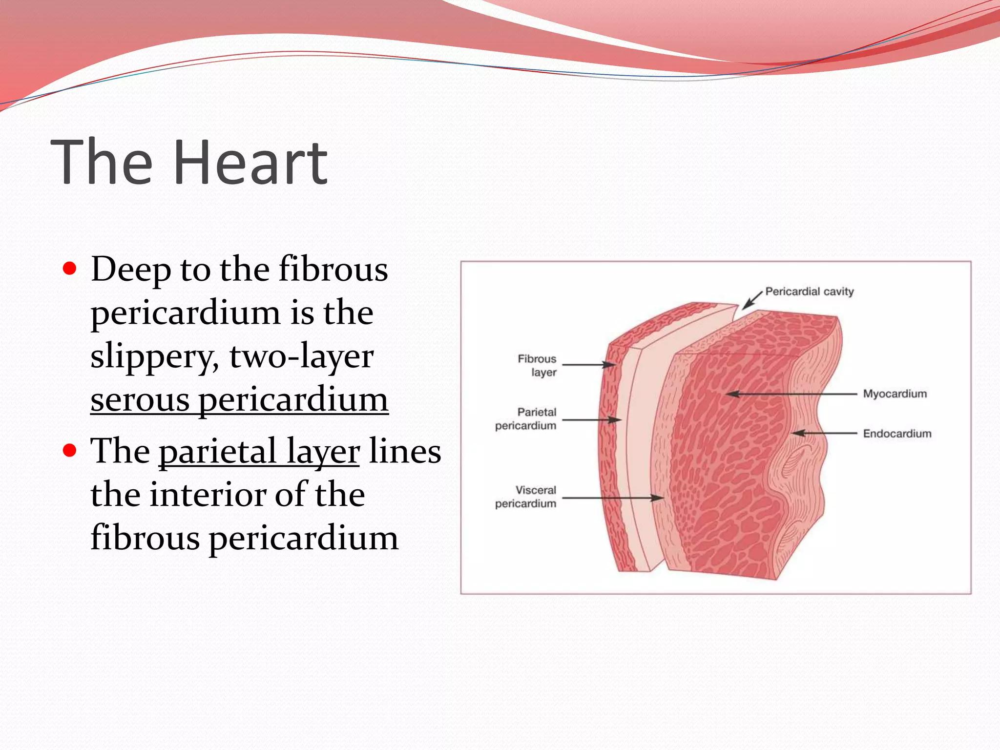 The Heart
Deep to the fibrous
pericardium is the
slippery, two-layer
serous pericardium
The parietal layer lines
the interior of the
fibrous pericardium
Pericardial cavity
Fibrous
layer
Myocardium
Parietal
pericardium
Endocardium
Visceral
pericardium